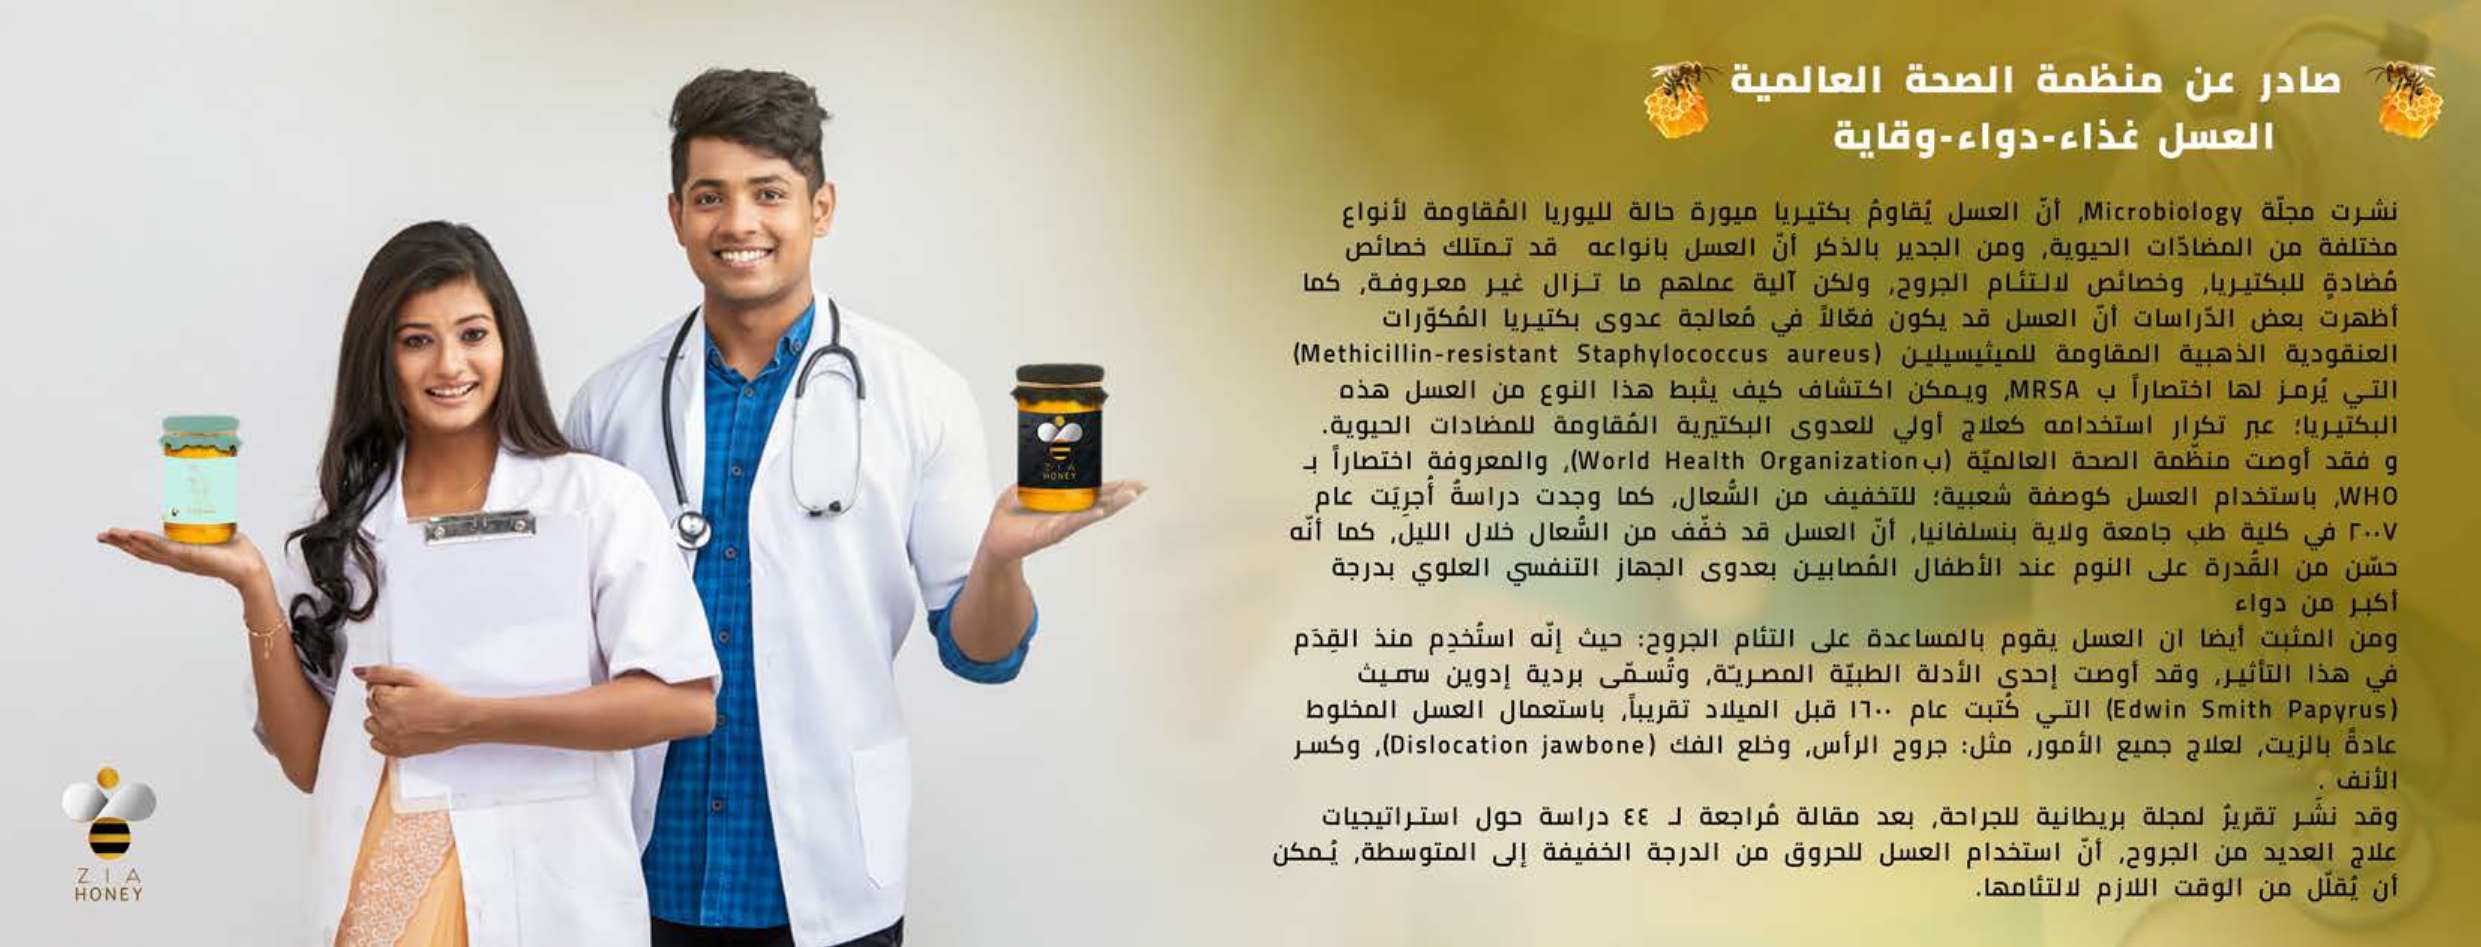 صادر عن منظمة الصحة العالمية
العسل غذاء-دواء-وقاية
نشرت مجلّة Microbiology, أنّ العسل يُقاومُ بكتيريا ميورة حالة لليوريا المُقاومة لأنواع
مختلفة من المضادّات الحيوية, ومن الجدير بالذكر أنّ العسل بانواعه قد تمتلك خصائص
مُضادةٍ للبكتيريا, وخصائص لالتئام الجروح, ولكن آلية عملهم ما تزال غير معروفة, كما
أظهرت بعض الدّراسات أنّ العسل قد يكون فعّالاً في مُعالجة عدوى بكتيريا المُكوّرات
العنقودية الذهبية المقاومة للميثيسيلين (Methicillin-resistant Staphylococcus aureus)
التي يُرمز لها اختصاراً ب MRSA, ويمكن اكتشاف كيف يثبط هذا النوع من العسل هذه
البكتيريا؛ عبر تكرار استخدامه كعلاج أولي للعدوى البكتيرية المُقاومة للمضادات الحيوية.
و فقد أوصت منظّمة الصحة العالميّة (ب World Health Organization), والمعروفة اختصاراً بـ
WHO, باستخدام العسل كوصفة شعبية؛ للتخفيف من السُّعال, كما وجدت دراسةٌ أُجرِيَت عام
٢٠٠٧ في كلية طب جامعة ولاية بنسلفانيا, أنّ العسل قد خفّف من السُّعال خلال الليل, كما أنّه
حسّن من القُدرة على النوم عند الأطفال المُصابين بعدوى الجهاز التنفسي العلوي بدرجة
أكبر من دواء
ومن المثبت أيضا ان العسل يقوم بالمساعدة على التئام الجروح: حيث إنّه استُخدِم منذ القِدَم
في هذا التأثير, وقد أوصت إحدى الأدلة الطبيّة المصريّة, وتُسمّى بردية إدوين سميث
(Edwin Smith Papyrus) التي كُتبت عام ١٦٠٠ قبل الميلاد تقريباً, باستعمال العسل المخلوط
عادةً بالزيت, لعلاج جميع الأمور, مثل: جروح الرأس, وخلع الفك (Dislocation jawbone), وكسر
الأنف .
وقد نشَر تقريرٌ لمجلة بريطانية للجراحة, بعد مقالة مُراجعة لـ ٤٤ دراسة حول استراتيجيات
علاج العديد من الجروح, أنّ استخدام العسل للحروق من الدرجة الخفيفة إلى المتوسطة, يُمكن
أن يُقلّل من الوقت اللازم لالتئامها.
ZIA
HONEY
ZIA
HONEY